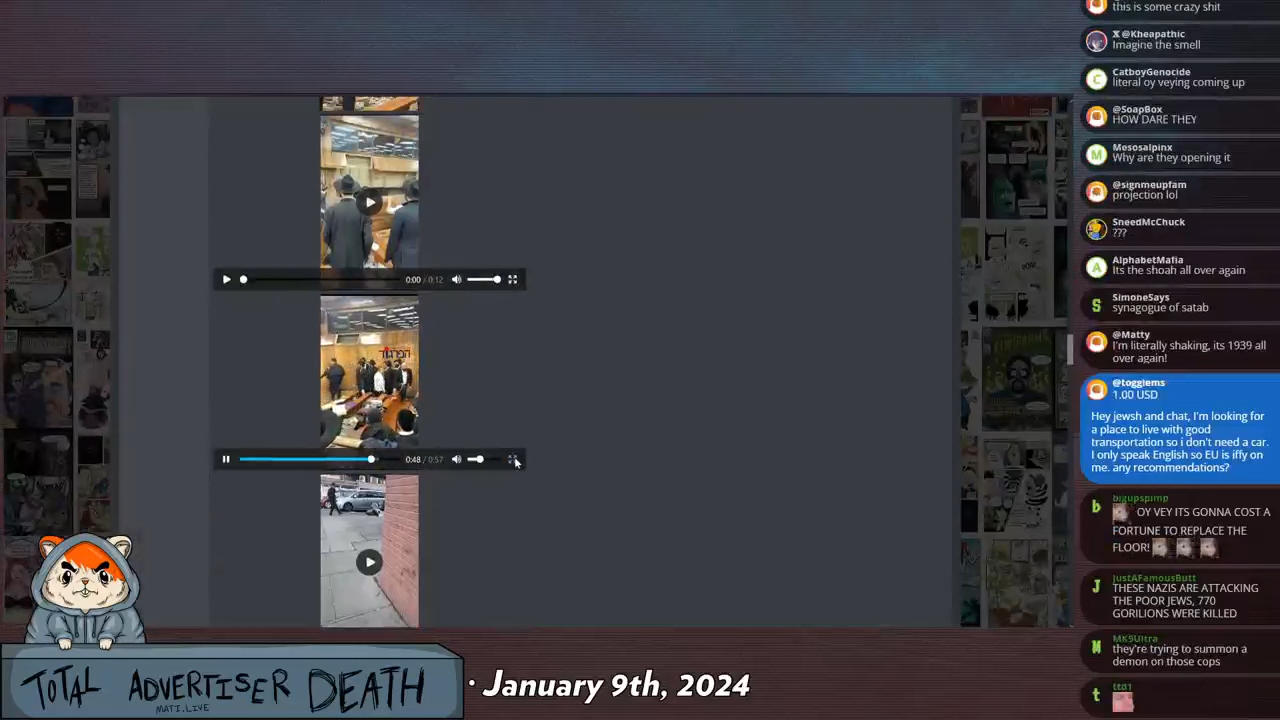 this is some crazy shit
@Kheapathic
Imagine the smell
CatboyGenocide
literal oy veying coming up
@SoapBox
HOW DARE THEY
Mesosalpinx
Why are they opening it
@signmeupfam
projection lol
SneedMcChuck
???
AlphabetMafia
Its the shoah all over again
SimoneSays
synagogue of satab
@Matty
I'm literally shaking, its 1939 all
over again!
@togglems
1.00 USD
Hey jewsh and chat, I'm looking for
a place to live with good
transportation so i don't need a car.
I only speak English so EU is iffy on
me. any recommendations?
bigupspimp
OY VEY ITS GONNA COST A
FORTUNE TO REPLACE THE
FLOOR!
JustAFamousButt
THESE NAZIS ARE ATTACKING
THE POOR JEWS, 770
GORILIONS WERE KILLED
MK9Ultra
they're trying to summon a
demon on those cops
0:00 / 0:12
0:48 / 0:57
TOTAL ADVERTISER DEATH
MATI.LIVE
· January 9th, 2024